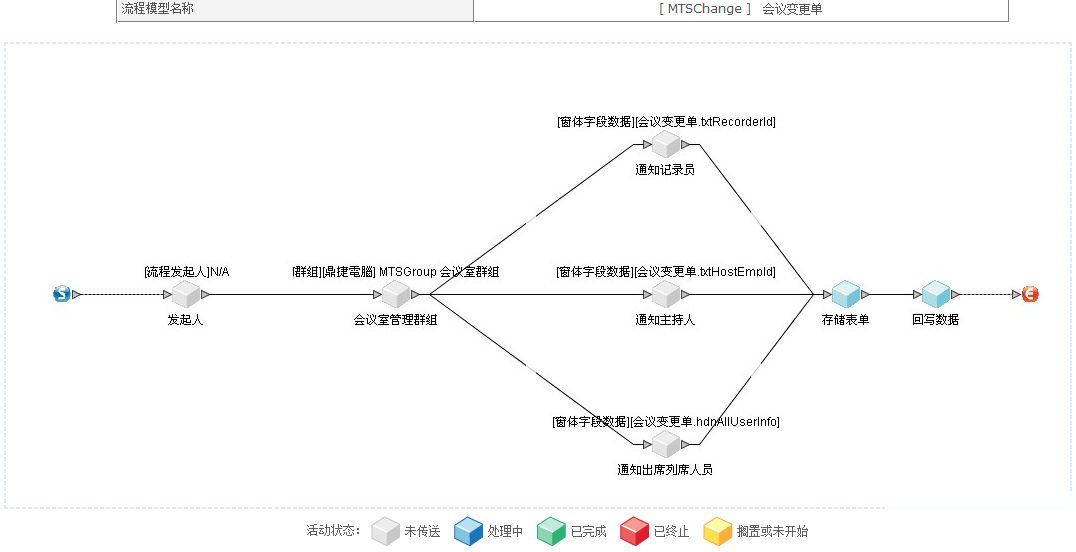 流程模型名称 [ MTSChange ] 会议变更单
[窗体字段数据][会议变更单.txtRecorderId]
通知记录员
[流程发起人]N/A
[群组][鼎捷電腦] MTSGroup 会议室群组
[窗体字段数据][会议变更单.txtHostEmpId]
S
E
发起人
会议室管理群组
通知主持人
存储表单
回写数据
[窗体字段数据][会议变更单.hdnAllUserInfo]
通知出席列席人员
活动状态: 未传送 处理中 已完成 已终止 搁置或未开始